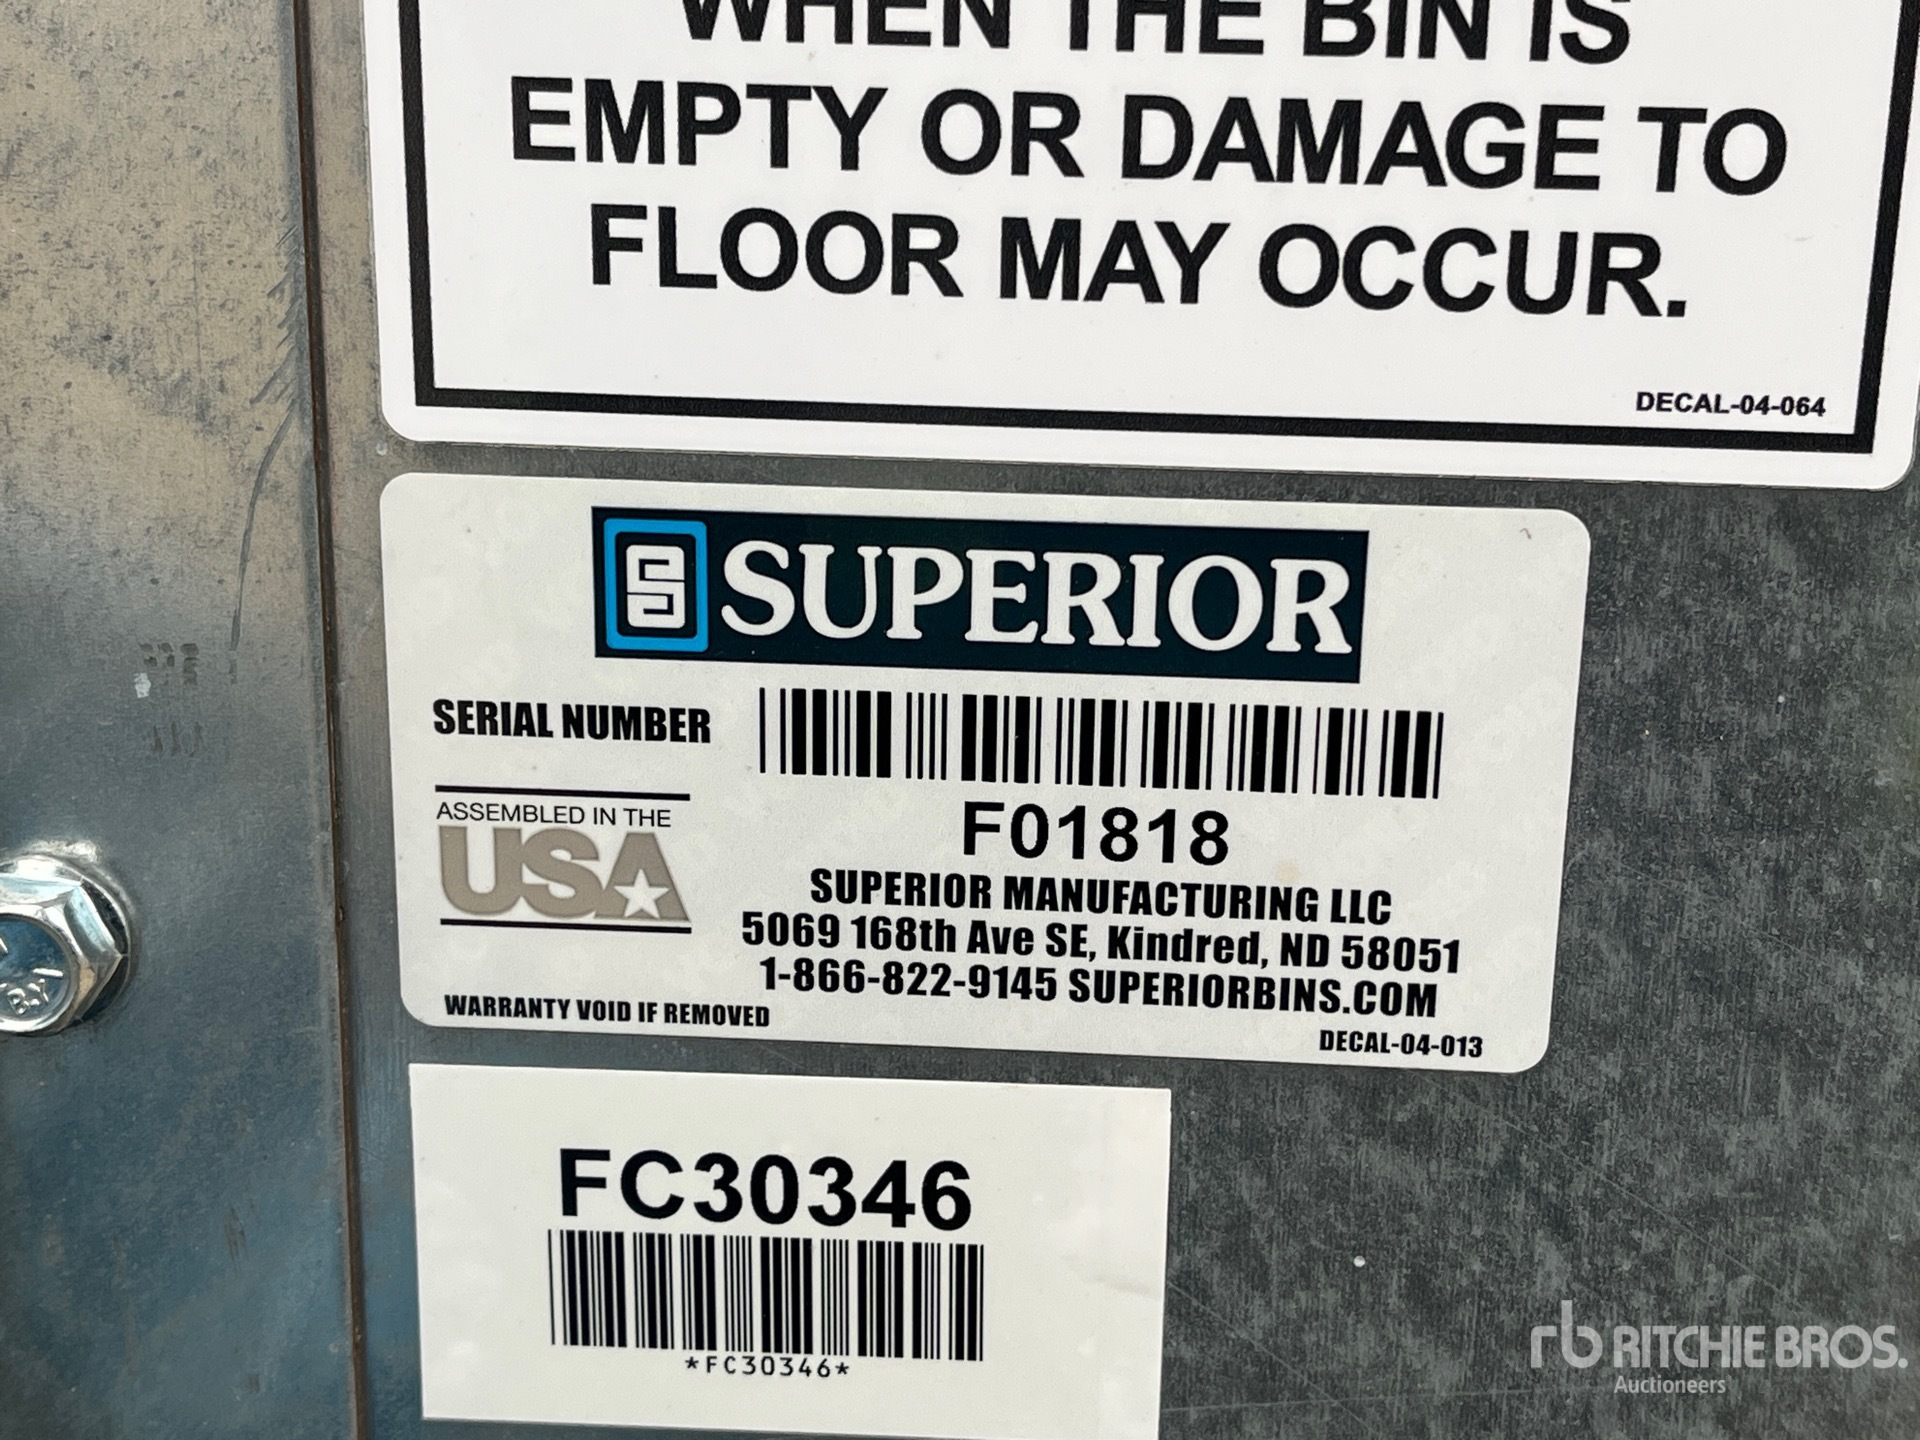 WHEN THE BIN IS
EMPTY OR DAMAGE TO
FLOOR MAY OCCUR.
DECAL-04-064
SUPERIOR
SERIAL NUMBER
F01818
ASSEMBLED IN THE
USA
SUPERIOR MANUFACTURING LLC
5069 168th Ave SE, Kindred, ND 58051
1-866-822-9145 SUPERIORBINS.COM
WARRANTY VOID IF REMOVED
DECAL-04-013
FC30346
*FC30346*
BY
rb RITCHIE BROS.
Auctioneers